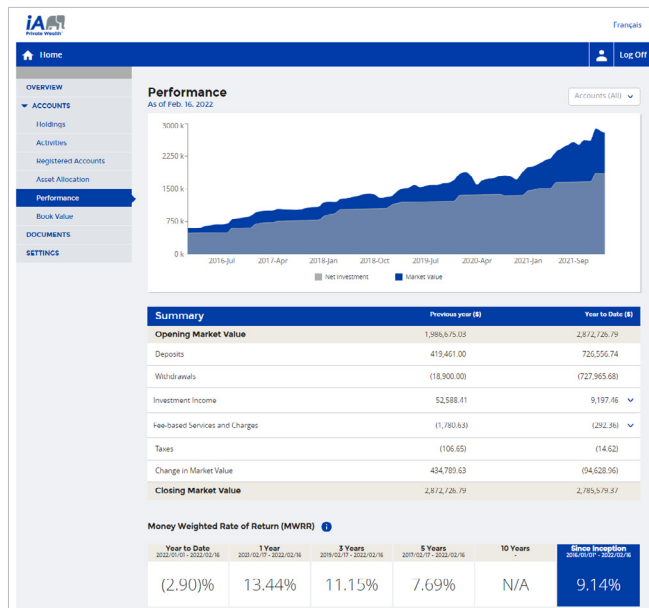 iA
Private Wealth
Français
Home
Log Off
OVERVIEW
ACCOUNTS
Holdings
Activities
Registered Accounts
Asset Allocation
Performance
Book Value
DOCUMENTS
SETTINGS
Performance
As of Feb. 16, 2022
Accounts (All)
3000 k
2250 k
1500 k
750 k
0 k
2016-Jul 2017-Apr 2018-Jan 2018-Oct 2019-Jul 2020-Apr 2021-Jan 2021-Sep
Net Investment Market Value
Summary Previous year ($) Year to Date ($)
Opening Market Value 1,986,675.03 2,872,726.79
Deposits 419,461.00 726,556.74
Withdrawals (18,900.00) (727,965.68)
Investment Income 52,588.41 9,197.46
Fee-based Services and Charges (1,780.63) (292.36)
Taxes (106.65) (14.62)
Change in Market Value 434,789.63 (94,628.96)
Closing Market Value 2,872,726.79 2,785,579.37
Money Weighted Rate of Return (MWRR) i
Year to Date 1 Year 3 Years 5 Years 10 Years Since Inception
2022/01/01 - 2022/02/16 2021/02/17 - 2022/02/16 2019/02/17 - 2022/02/16 2017/02/17 - 2022/02/16 - 2016/01/01* - 2022/02/16
(2.90)% 13.44% 11.15% 7.69% N/A 9.14%